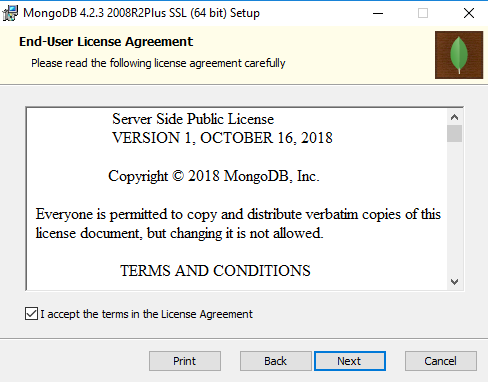 MongoDB 4.2.3 2008R2Plus SSL (64 bit) Setup
End-User License Agreement
Please read the following license agreement carefully
Server Side Public License
VERSION 1, OCTOBER 16, 2018
Copyright © 2018 MongoDB, Inc.
Everyone is permitted to copy and distribute verbatim copies of this
license document, but changing it is not allowed.
TERMS AND CONDITIONS
I accept the terms in the License Agreement
Print Back Next Cancel